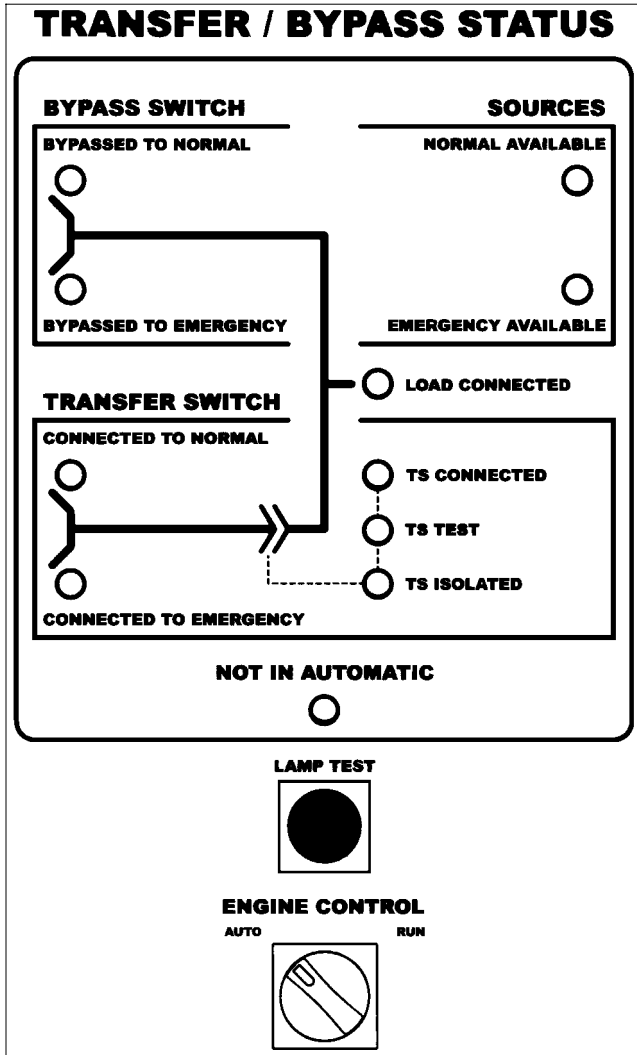 TRANSFER / BYPASS STATUS
BYPASS SWITCH
SOURCES
BYPASSED TO NORMAL
NORMAL AVAILABLE
BYPASSED TO EMERGENCY
EMERGENCY AVAILABLE
LOAD CONNECTED
TRANSFER SWITCH
CONNECTED TO NORMAL
TS CONNECTED
TS TEST
TS ISOLATED
CONNECTED TO EMERGENCY
NOT IN AUTOMATIC
LAMP TEST
ENGINE CONTROL
AUTO
RUN